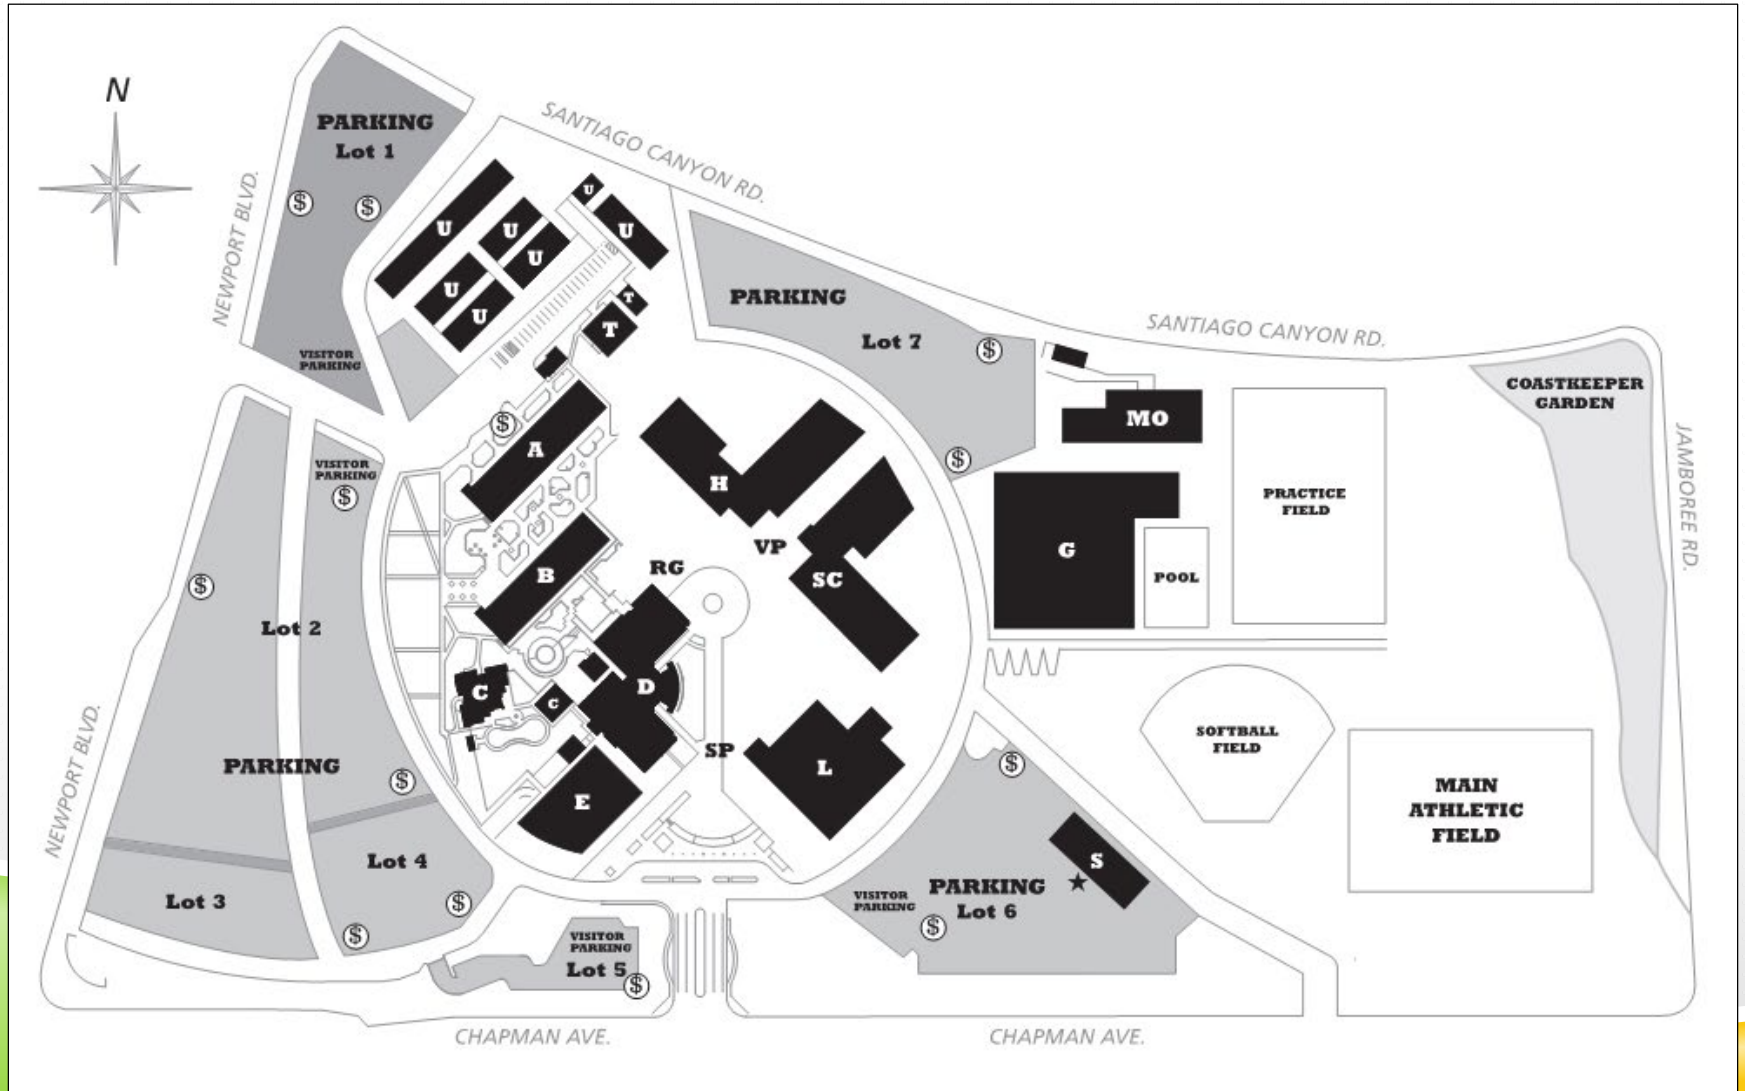 N
SANTIAGO CANYON RD.
PARKING
Lot 1
$
$
NEWPORT BLVD.
VISITOR
PARKING
U
U
U
U
U
U
U
T
T
PARKING
Lot 7
$
$
SANTIAGO CANYON RD.
COASTKEEPER
GARDEN
JAMBOREE RD.
MO
PRACTICE
FIELD
G
POOL
$
A
H
VISITOR
PARKING
$
VP
B
RG
SC
$
Lot 2
C
C
D
SP
L
E
NEWPORT BLVD.
PARKING
$
Lot 4
Lot 3
$
$
SOFTBALL
FIELD
MAIN
ATHLETIC
FIELD
$
S
PARKING
Lot 6
VISITOR
PARKING
$
VISITOR
PARKING
Lot 5
$
CHAPMAN AVE.
CHAPMAN AVE.